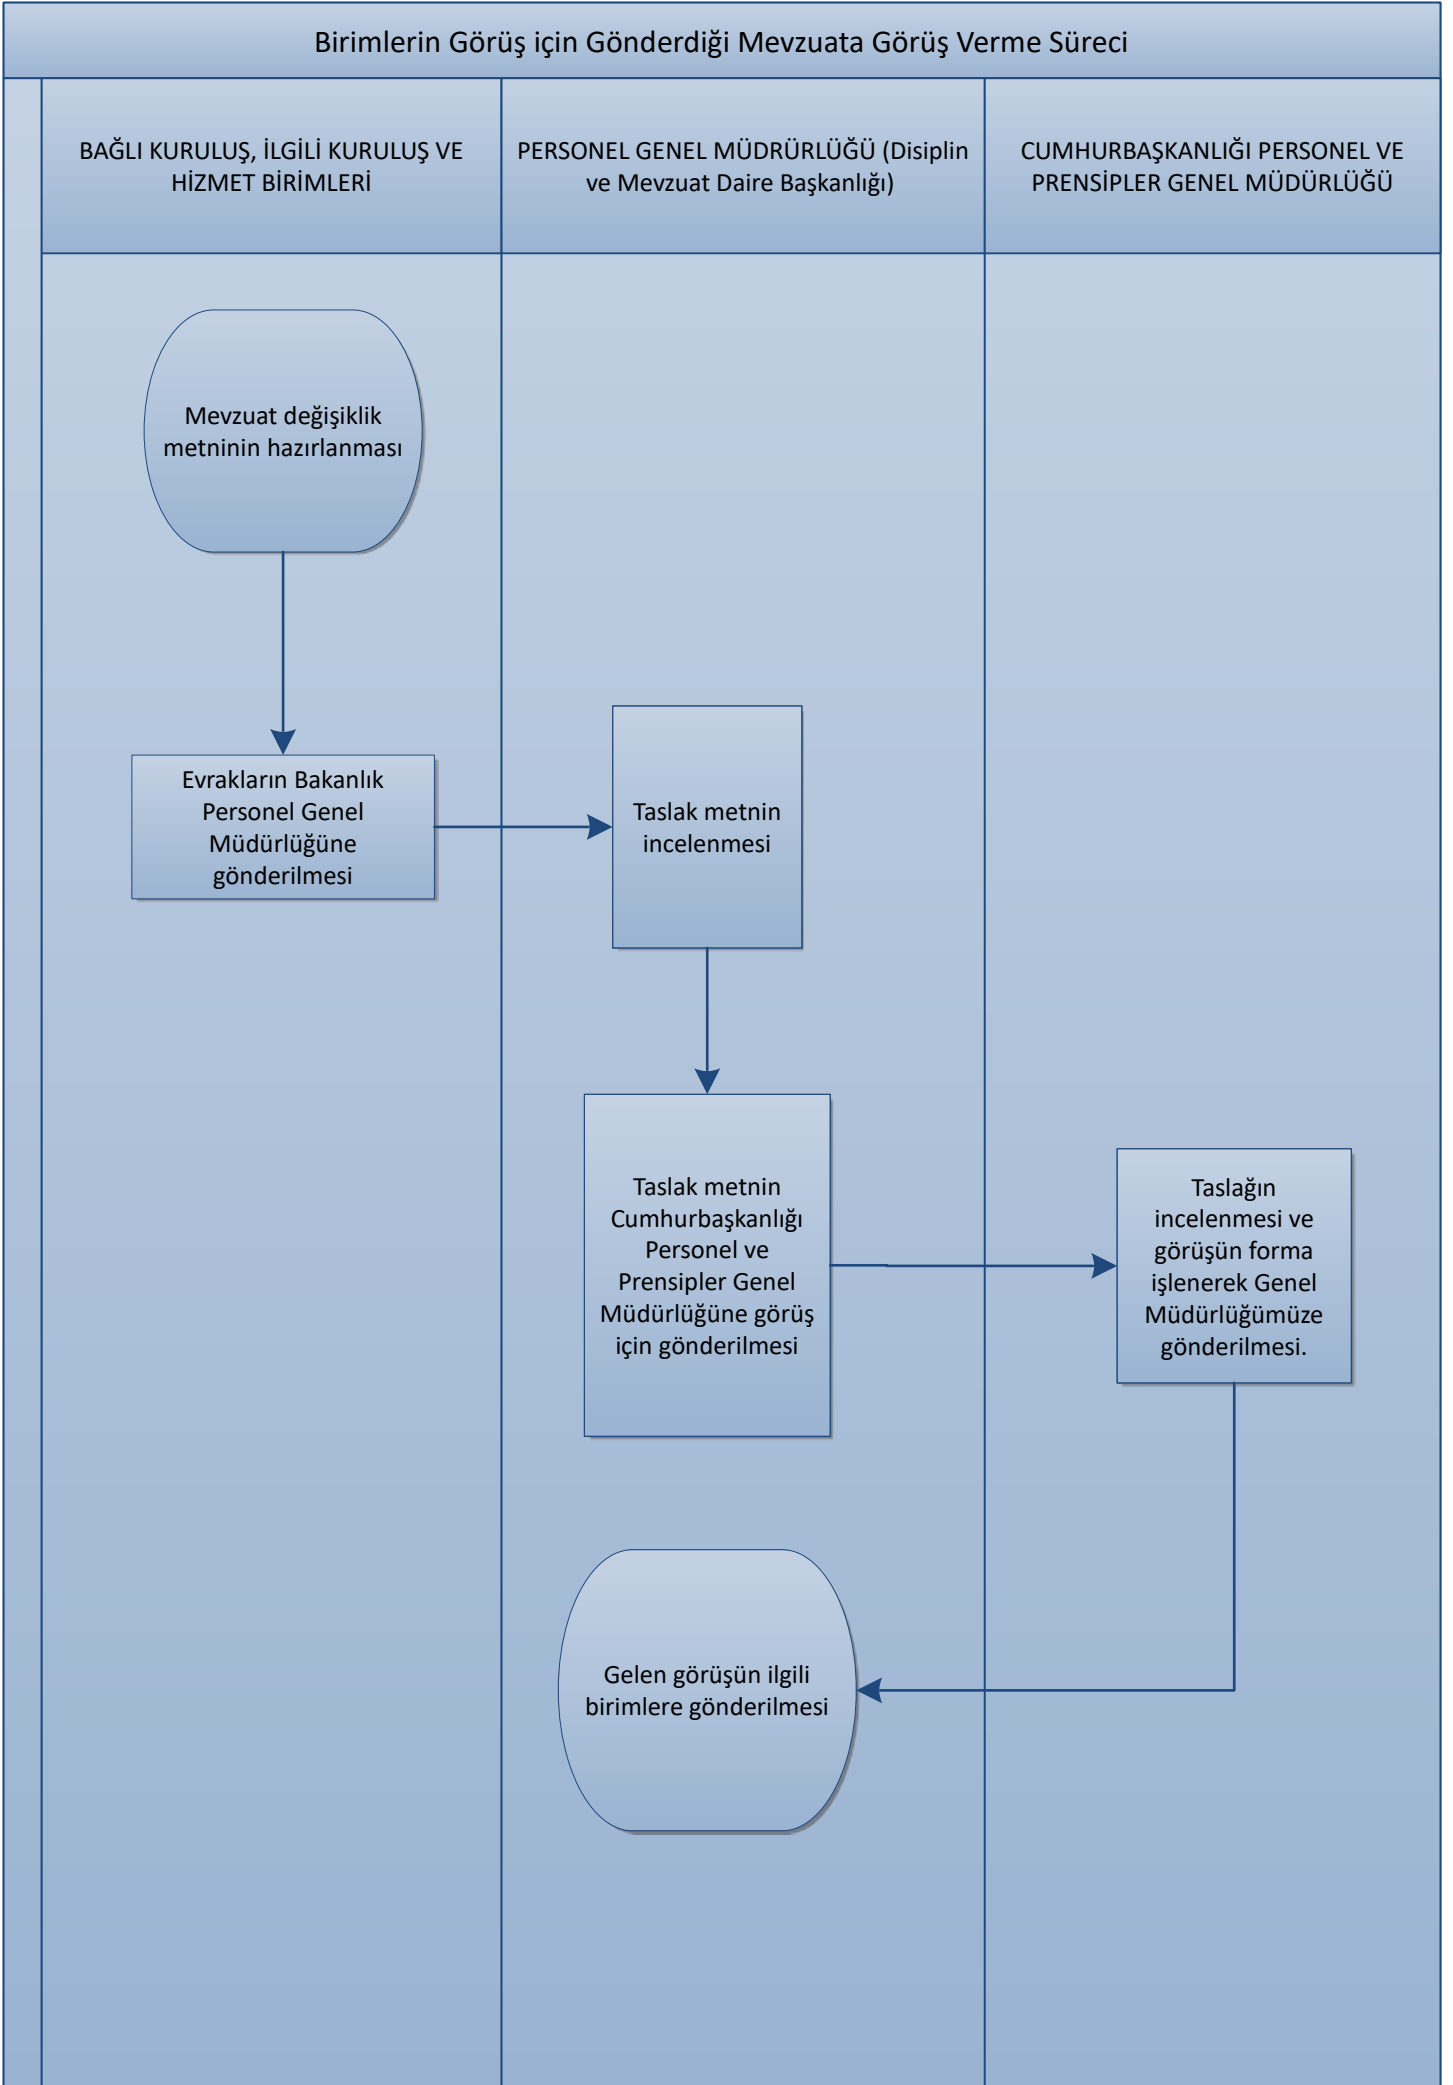 Birimlerin Görüş için Gönderdiği Mevzuata Görüş Verme Süreci
BAĞLI KURULUŞ, İLGİLİ KURULUŞ VE
HİZMET BİRİMLERİ
PERSONEL GENEL MÜDRÜRLÜĞÜ (Disiplin
ve Mevzuat Daire Başkanlığı)
CUMHURBAŞKANLIĞI PERSONEL VE
PRENSİPLER GENEL MÜDÜRLÜĞÜ
Mevzuat değişiklik
metninin hazırlanması
Evrakların Bakanlık
Personel Genel
Müdürlüğüne
gönderilmesi
Taslak metnin
incelenmesi
Taslak metnin
Cumhurbaşkanlığı
Personel ve
Prensipler Genel
Müdürlüğüne görüş
için gönderilmesi
Taslağın
incelenmesi ve
görüşün forma
işlenerek Genel
Müdürlüğümüze
gönderilmesi.
Gelen görüşün ilgili
birimlere gönderilmesi